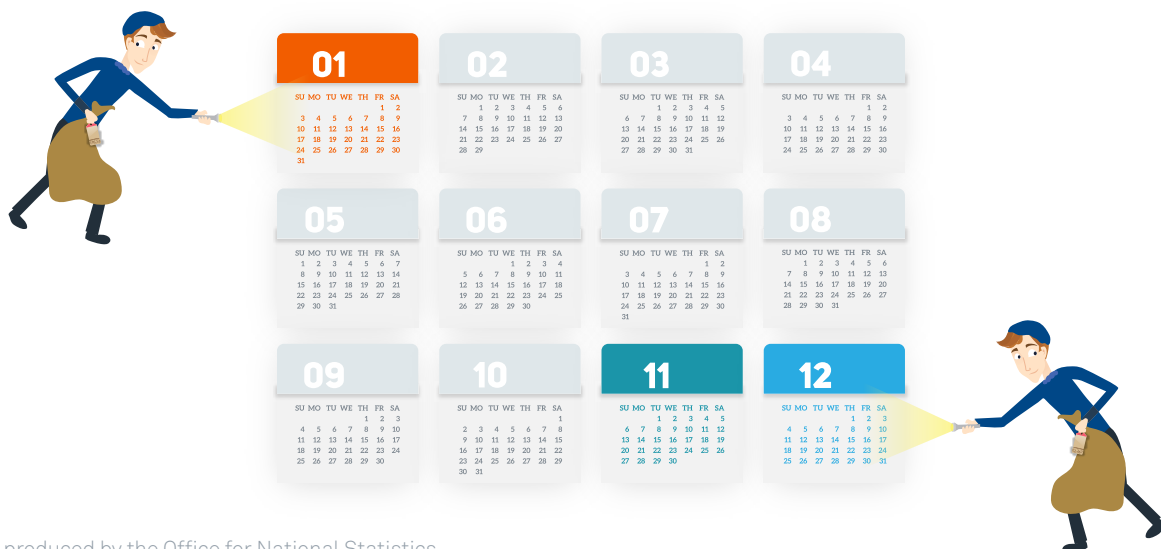 01 02 03 04
SU MO TU WE TH FR SA SU MO TU WE TH FR SA SU MO TU WE TH FR SA SU MO TU WE TH FR SA
1 2 1 2 3 4 5 6 1 2 3 4 5 1 2
3 4 5 6 7 8 9 7 8 9 10 11 12 13 6 7 8 9 10 11 12 3 4 5 6 7 8 9
10 11 12 13 14 15 16 14 15 16 17 18 19 20 13 14 15 16 17 18 19 10 11 12 13 14 15 16
17 18 19 20 21 22 23 21 22 23 24 25 26 27 20 21 22 23 24 25 26 17 18 19 20 21 22 23
24 25 26 27 28 29 30 28 29 27 28 29 30 31 24 25 26 27 28 29 30
31
05 06 07 08
SU MO TU WE TH FR SA SU MO TU WE TH FR SA SU MO TU WE TH FR SA SU MO TU WE TH FR SA
1 2 3 4 5 6 7 1 2 3 4 1 2 1 2 3 4 5 6
8 9 10 11 12 13 14 5 6 7 8 9 10 11 3 4 5 6 7 8 9 7 8 9 10 11 12 13
15 16 17 18 19 20 21 12 13 14 15 16 17 18 10 11 12 13 14 15 16 14 15 16 17 18 19 20
22 23 24 25 26 27 28 19 20 21 22 23 24 25 17 18 19 20 21 22 23 21 22 23 24 25 26 27
29 30 31 26 27 28 29 30 24 25 26 27 28 29 30 28 29 30 31
31
09 10 11 12
SU MO TU WE TH FR SA SU MO TU WE TH FR SA SU MO TU WE TH FR SA SU MO TU WE TH FR SA
1 2 3 1 1 2 3 4 5 1 2 3
4 5 6 7 8 9 10 2 3 4 5 6 7 8 6 7 8 9 10 11 12 4 5 6 7 8 9 10
11 12 13 14 15 16 17 9 10 11 12 13 14 15 13 14 15 16 17 18 19 11 12 13 14 15 16 17
18 19 20 21 22 23 24 16 17 18 19 20 21 22 20 21 22 23 24 25 26 18 19 20 21 22 23 24
25 26 27 28 29 30 23 24 25 26 27 28 29 27 28 29 30 25 26 27 28 29 30 31
30 31
produced by the Office for National Statistics